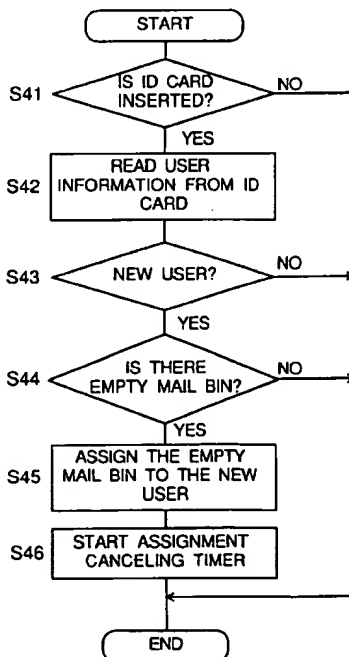 START
S41
IS ID CARD
INSERTED?
NO
YES
S42
READ USER
INFORMATION FROM ID
CARD
S43
NEW USER?
NO
YES
S44
IS THERE
EMPTY MAIL BIN?
NO
YES
S45
ASSIGN THE EMPTY
MAIL BIN TO THE NEW
USER
S46
START ASSIGNMENT
CANCELING TIMER
END